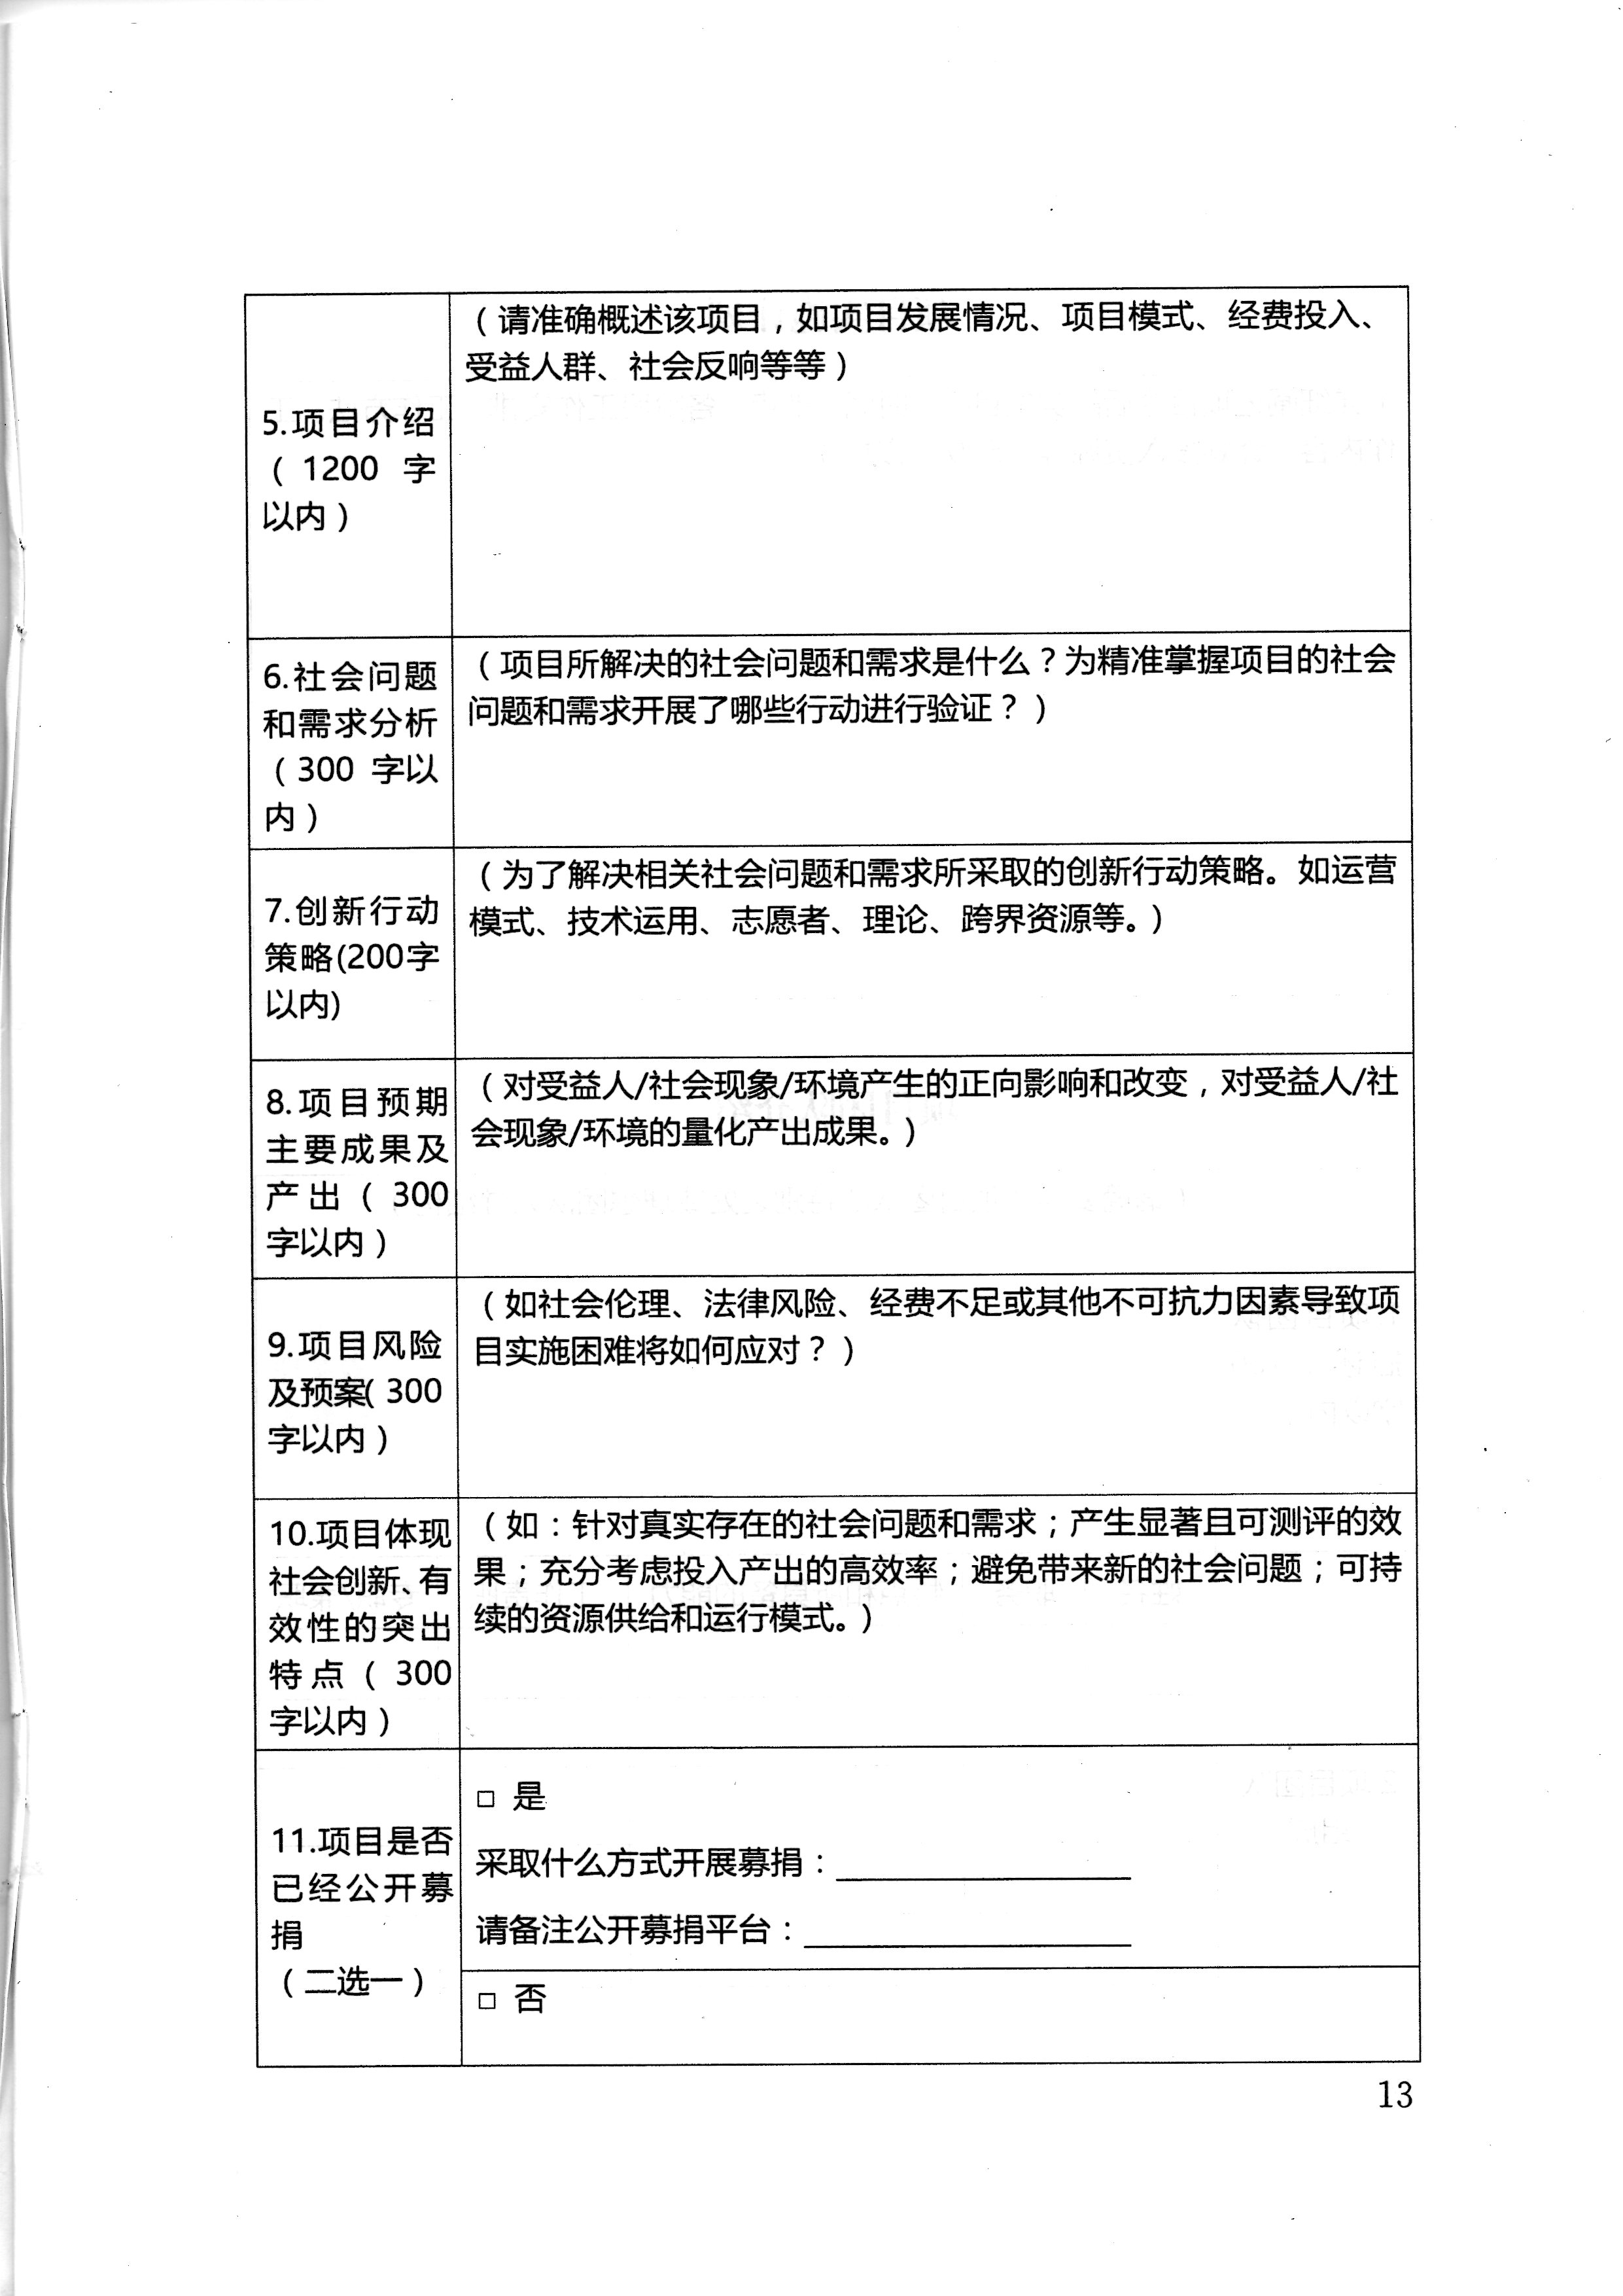 5.项目介绍
（1200 字
以内）
（请准确概述该项目，如项目发展情况、项目模式、经费投入、
受益人群、社会反响等等）
6.社会问题
和需求分析
（300 字以
内）
（项目所解决的社会问题和需求是什么？为精准掌握项目的社会
问题和需求开展了哪些行动进行验证？）
7.创新行动
策略(200字
以内)
（为了解决相关社会问题和需求所采取的创新行动策略。如运营
模式、技术运用、志愿者、理论、跨界资源等。）
8.项目预期
主要成果及
产出（300
字以内）
（对受益人/社会现象/环境产生的正向影响和改变，对受益人/社
会现象/环境的量化产出成果。）
9.项目风险
及预案（300
字以内）
（如社会伦理、法律风险、经费不足或其他不可抗力因素导致项
目实施困难将如何应对？）
10.项目体现
社会创新、有
效性的突出
特点（300
字以内）
（如：针对真实存在的社会问题和需求；产生显著且可测评的效
果；充分考虑投入产出的高效率；避免带来新的社会问题；可持
续的资源供给和运行模式。）
11.项目是否
已经公开募
捐
（二选一）
□ 是
采取什么方式开展募捐：
请备注公开募捐平台：
□ 否
13